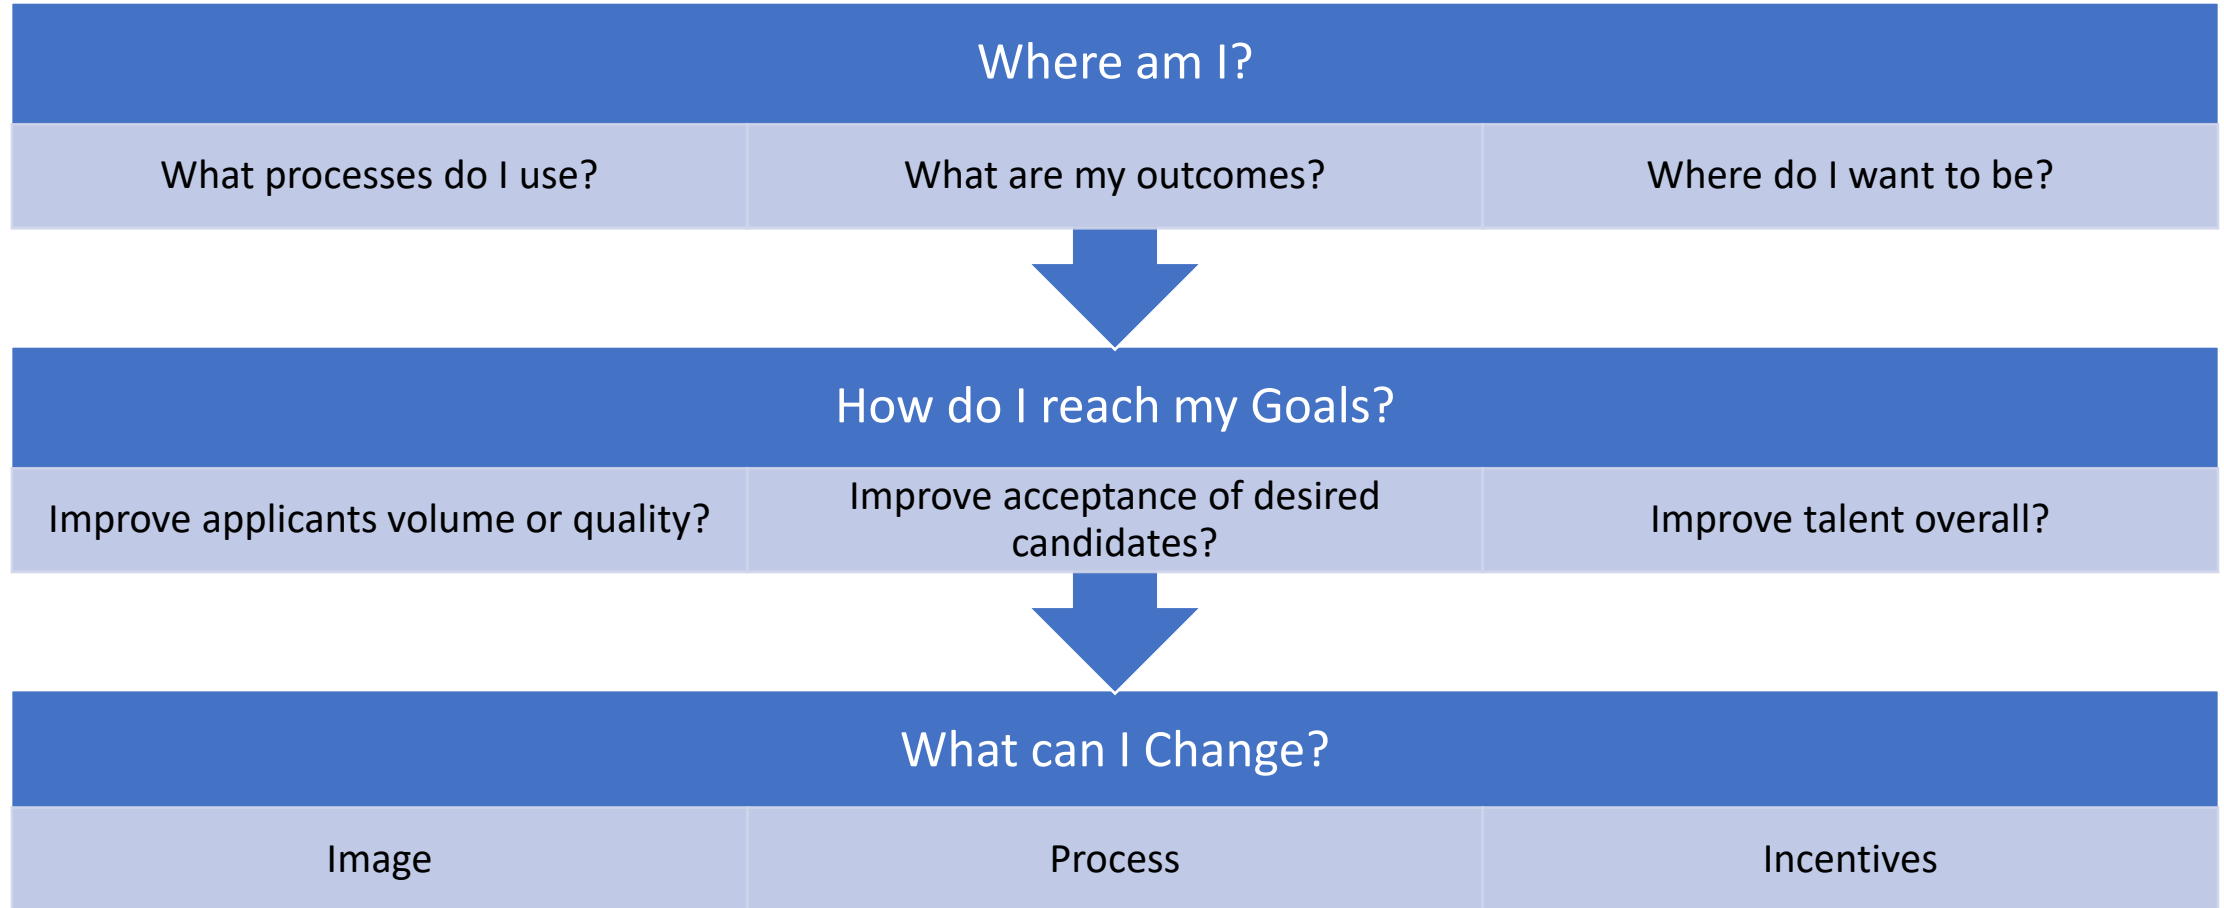 Where am I?
What processes do I use?
What are my outcomes?
Where do I want to be?
How do I reach my Goals?
Improve applicants volume or quality?
Improve acceptance of desired
candidates?
Improve talent overall?
What can I Change?
Image
Process
Incentives